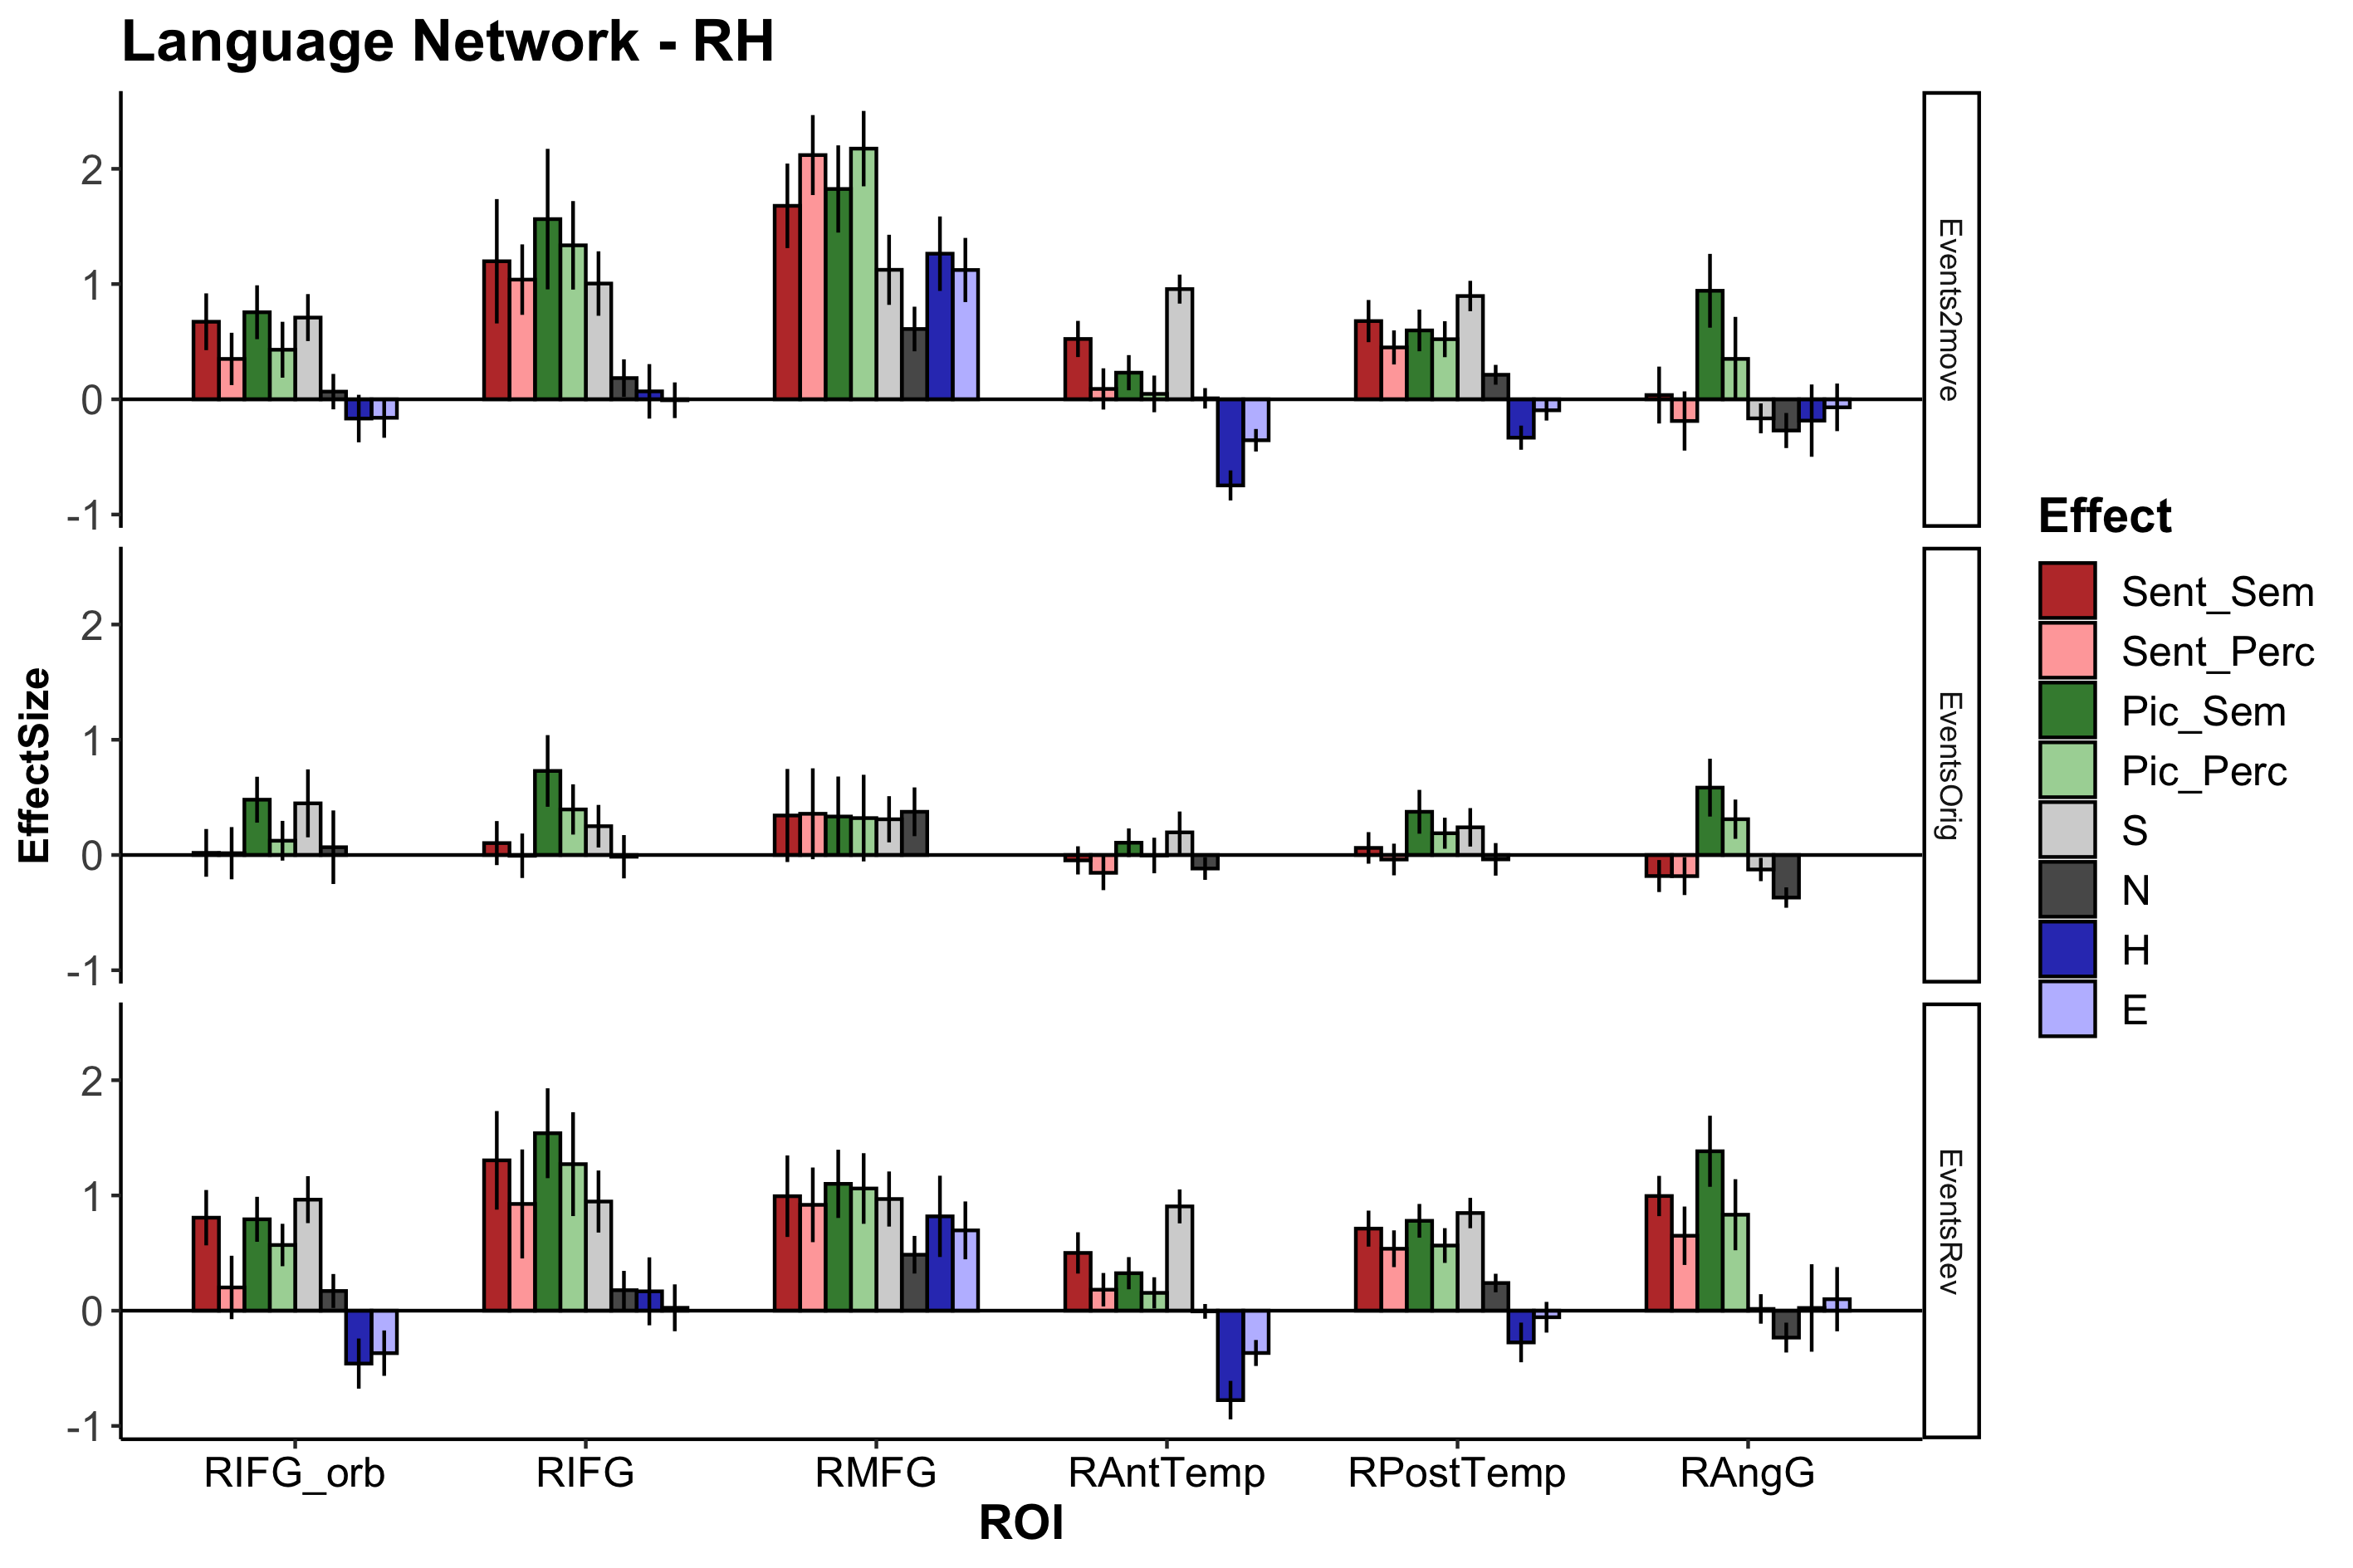 Language Network - RH
EffectSize
2
1
0
-1
Events2move
2
1
0
-1
EventsOrig
2
1
0
-1
EventsRev
RIFG_orb RIFG RMFG RAntTemp RPostTemp RAngG
ROI
Effect
Sent_Sem
Sent_Perc
Pic_Sem
Pic_Perc
S
N
H
E